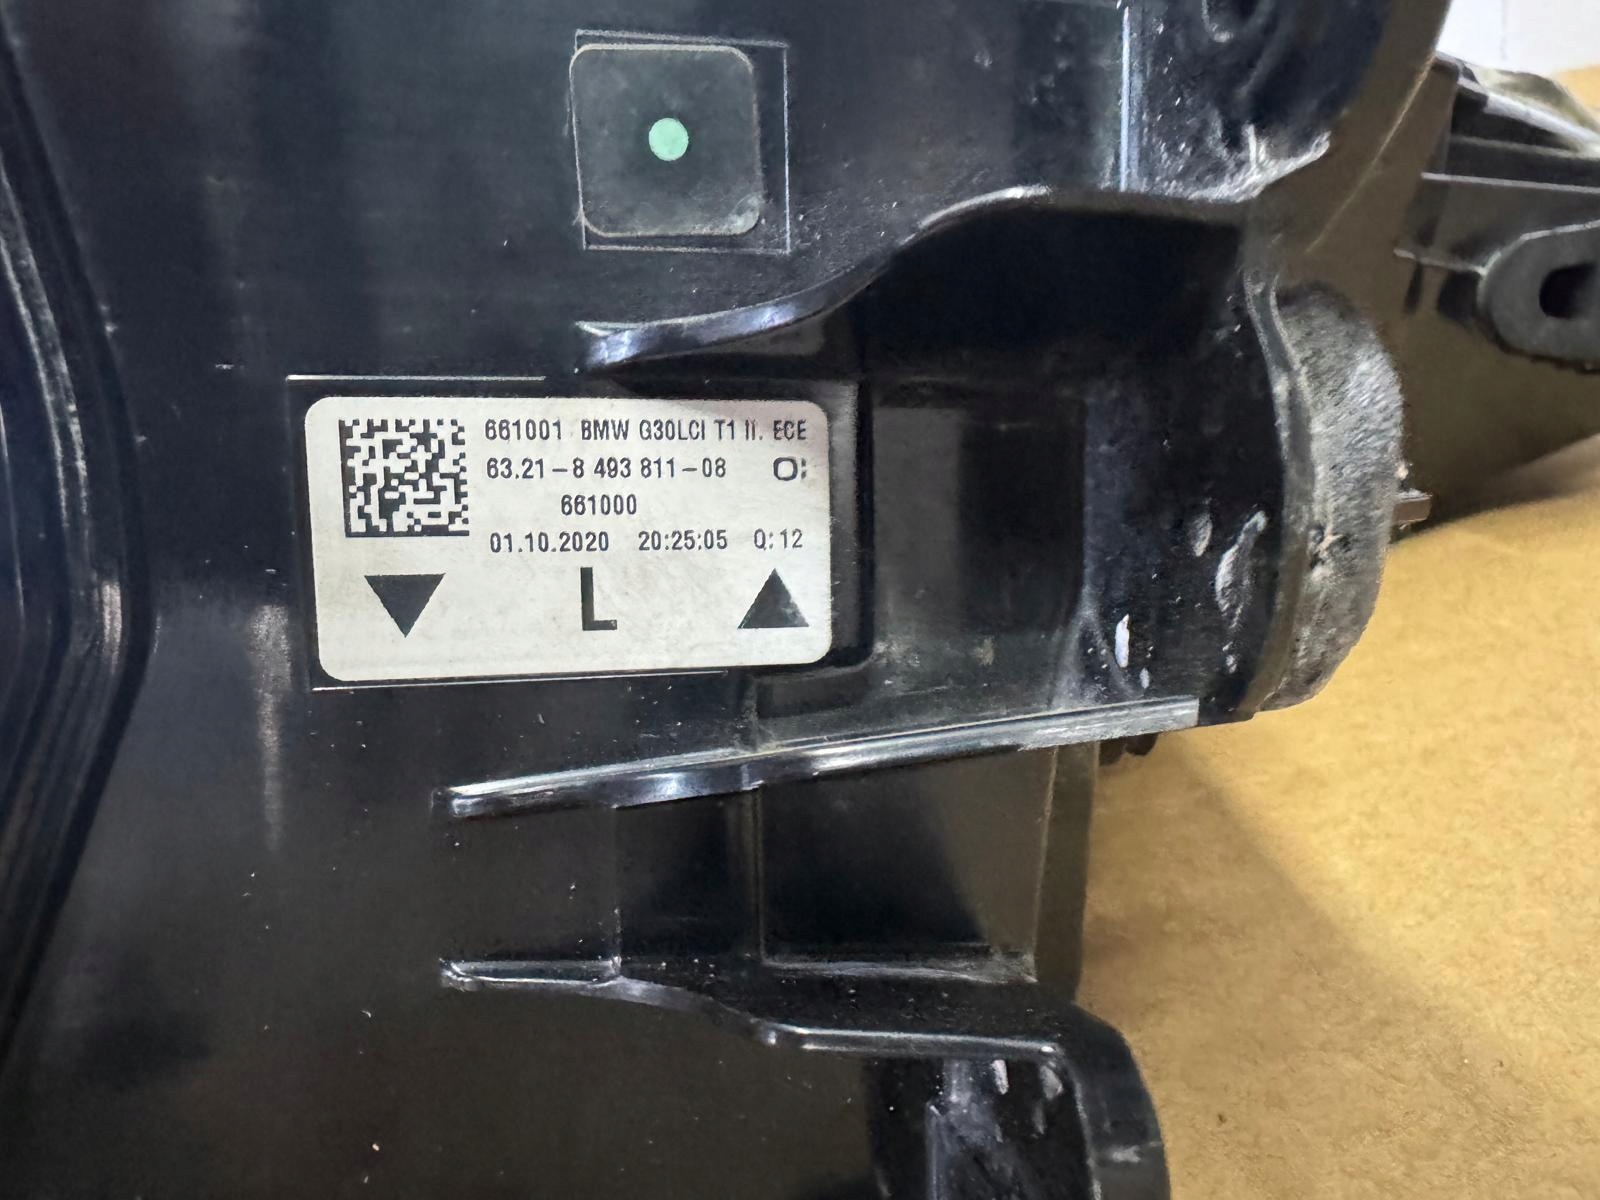 661001 BMW G30LCI T1 li. ECE
63.21-8 493 811-08
661000
01.10.2020 20:25:05 Q:12
L